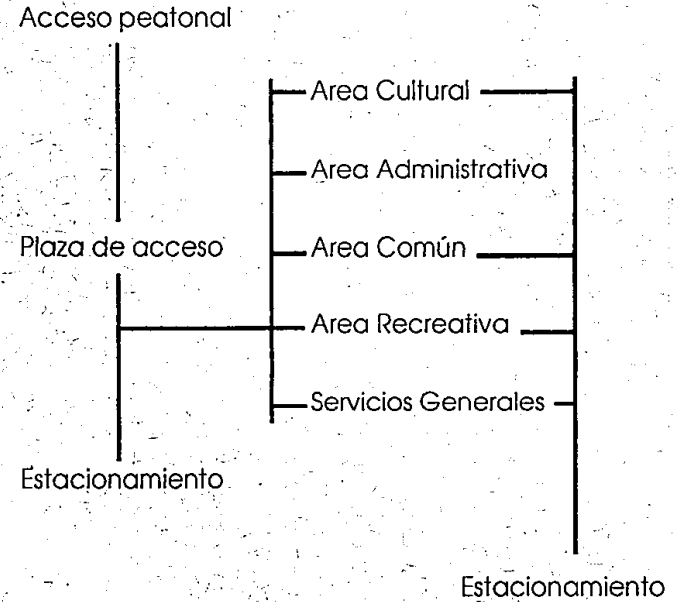 Acceso peatonal
Area Cultural
Area Administrativa
Plaza de acceso
Area Común
Area Recreativa
Servicios Generales
Estacionamiento
Estacionamiento